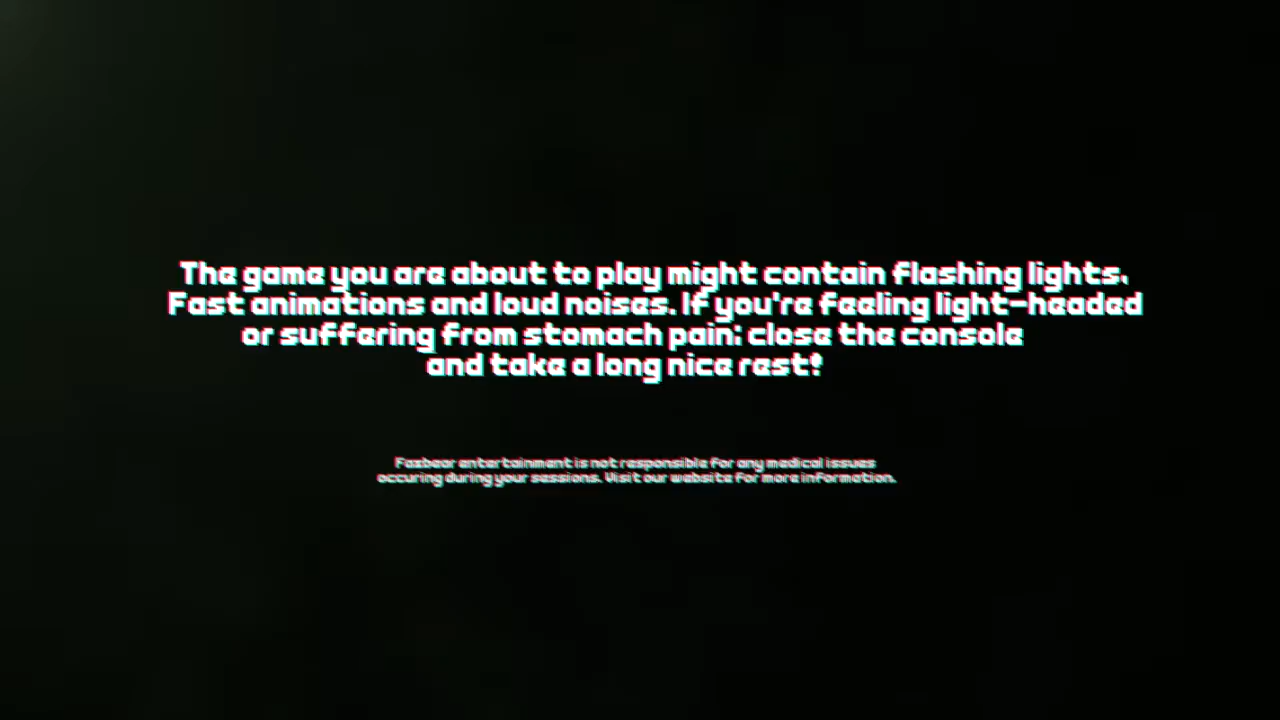 The game you are about to play might contain flashing lights.
Fast animations and loud noises. If you're feeling light-headed
or suffering from stomach pain: close the console
and take a long nice rest!
Fazbear entertainment is not responsible for any medical issues
occuring during your sessions. Visit our website for more information.